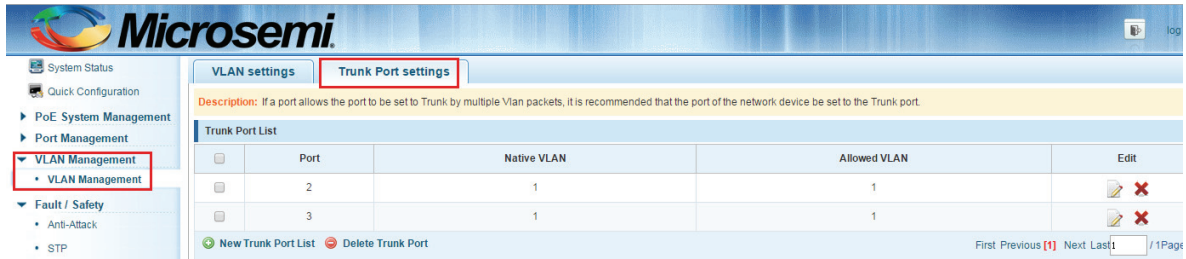 Microsemi.
log
System Status
Quick Configuration
PoE System Management
Port Management
VLAN Management
• VLAN Management
Fault / Safety
• Anti-Attack
• STP
VLAN settings Trunk Port settings
Description: If a port allows the port to be set to Trunk by multiple Vlan packets, it is recommended that the port of the network device be set to the Trunk port.
Trunk Port List
Port Native VLAN Allowed VLAN Edit
2 1 1
3 1 1
New Trunk Port List Delete Trunk Port First Previous [1] Next Last 1 / 1Page